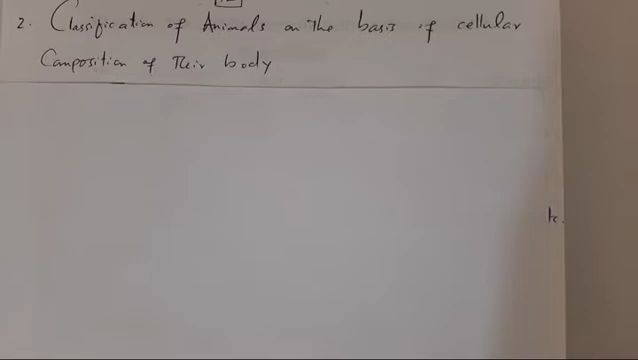 2. Classification of Animals on the basis of cellular
Composition of Their body